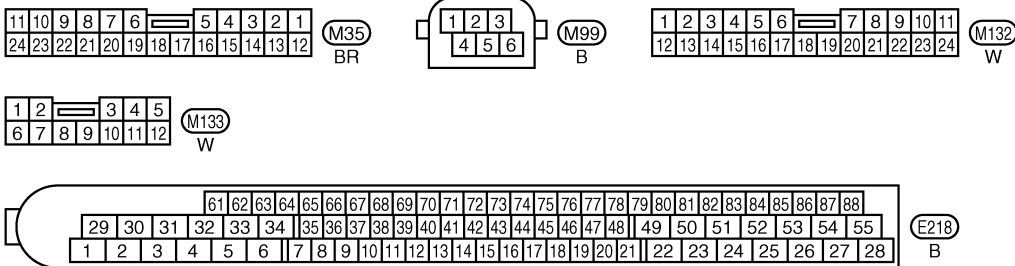 11 10 9 8 7 6 5 4 3 2 1
24 23 22 21 20 19 18 17 16 15 14 13 12
M35
BR
1 2 3
4 5 6
M99
B
1 2 3 4 5 6 7 8 9 10 11
12 13 14 15 16 17 18 19 20 21 22 23 24
M132
W
1 2 3 4 5
6 7 8 9 10 11 12
M133
W
61 62 63 64 65 66 67 68 69 70 71 72 73 74 75 76 77 78 79 80 81 82 83 84 85 86 87 88
29 30 31 32 33 34 35 36 37 38 39 40 41 42 43 44 45 46 47 48 49 50 51 52 53 54 55
1 2 3 4 5 6 7 8 9 10 11 12 13 14 15 16 17 18 19 20 21 22 23 24 25 26 27 28
E218
B